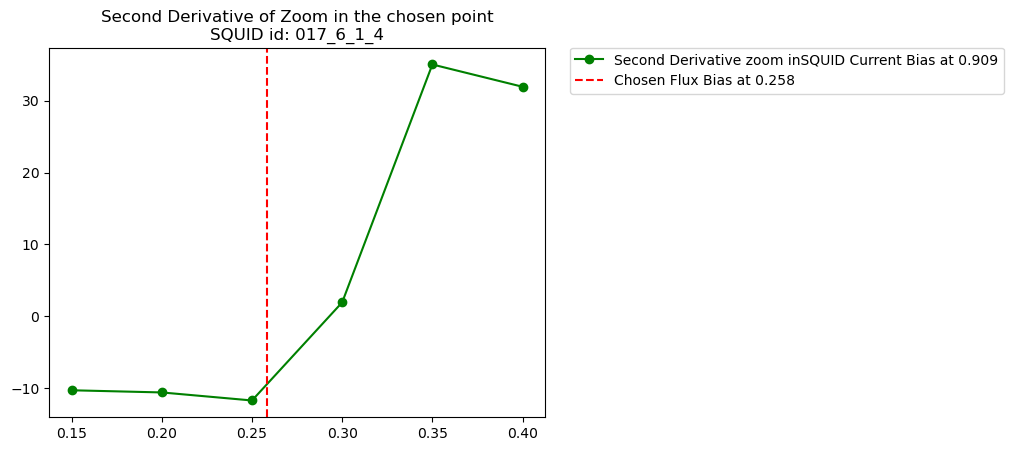 Second Derivative of Zoom in the chosen point
SQUID id: 017_6_1_4
Second Derivative zoom inSQUID Current Bias at 0.909
Chosen Flux Bias at 0.258
30
20
10
0
−10
0.15 0.20 0.25 0.30 0.35 0.40